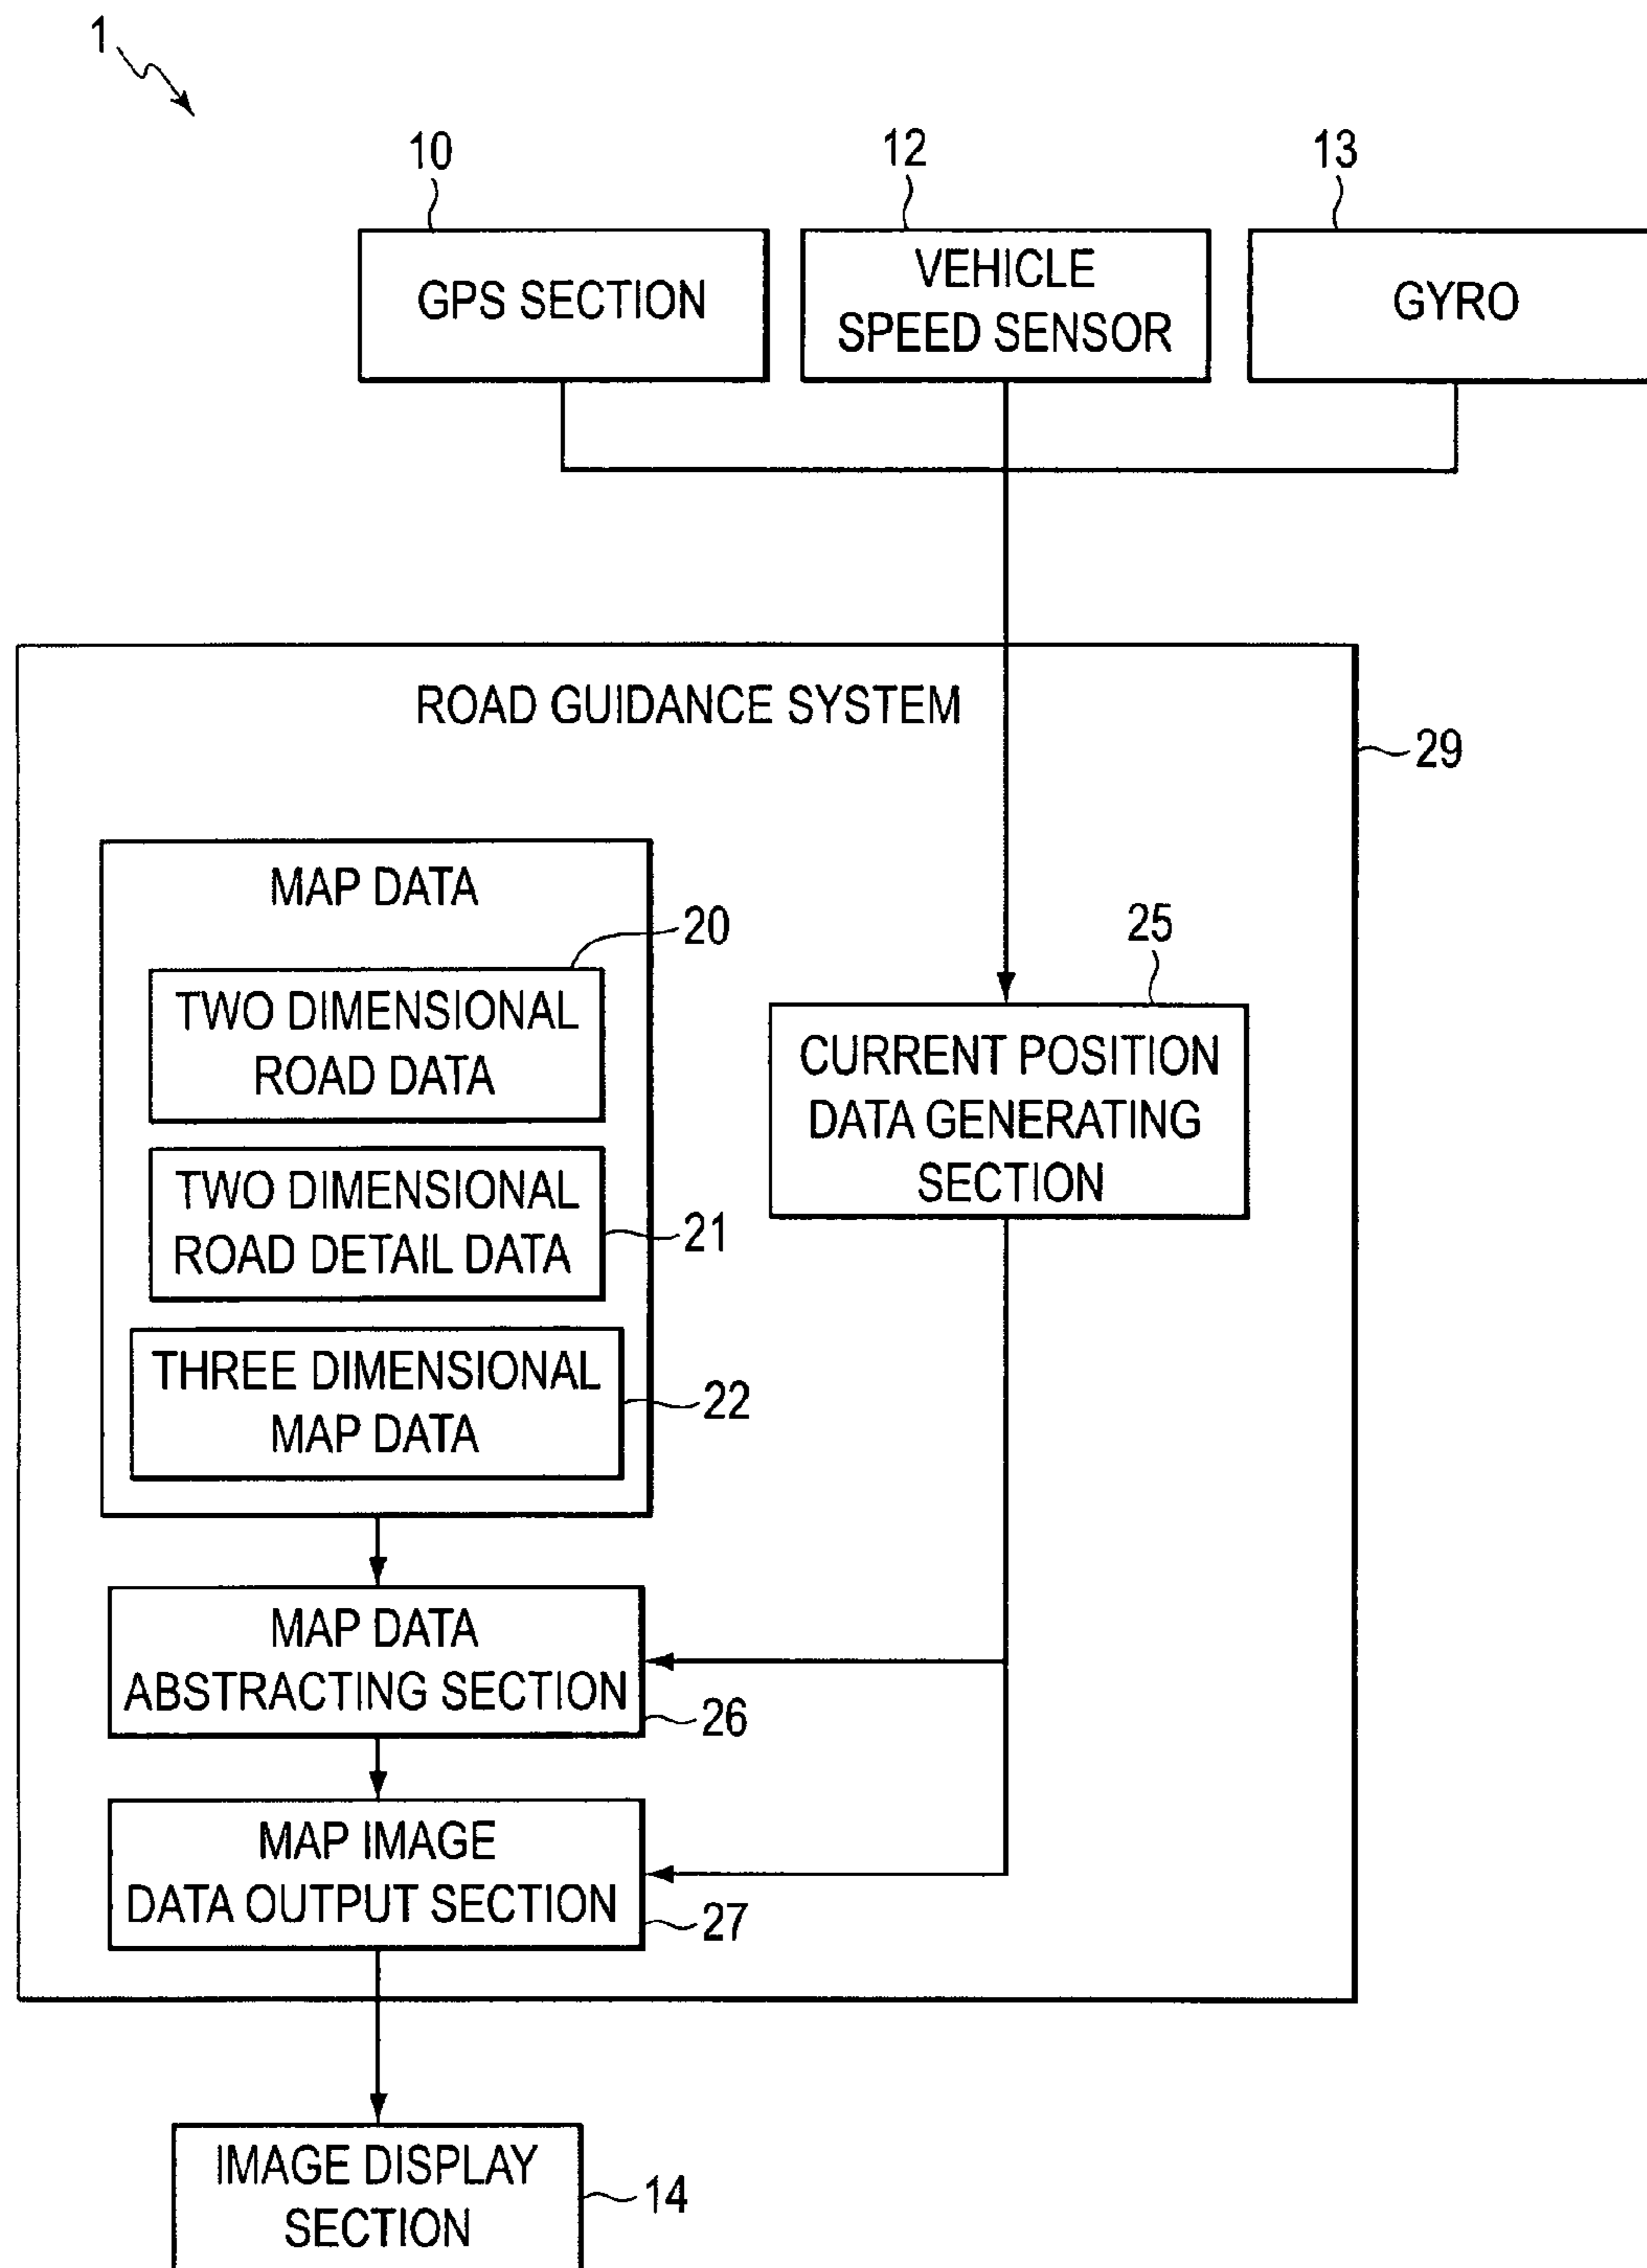 1
10
12
13
GPS SECTION
VEHICLE
SPEED SENSOR
GYRO
ROAD GUIDANCE SYSTEM
29
MAP DATA
20
TWO DIMENSIONAL
ROAD DATA
25
CURRENT POSITION
DATA GENERATING
SECTION
TWO DIMENSIONAL
ROAD DETAIL DATA
21
THREE DIMENSIONAL
MAP DATA
22
MAP DATA
ABSTRACTING SECTION
26
MAP IMAGE
DATA OUTPUT SECTION
27
IMAGE DISPLAY
SECTION
14